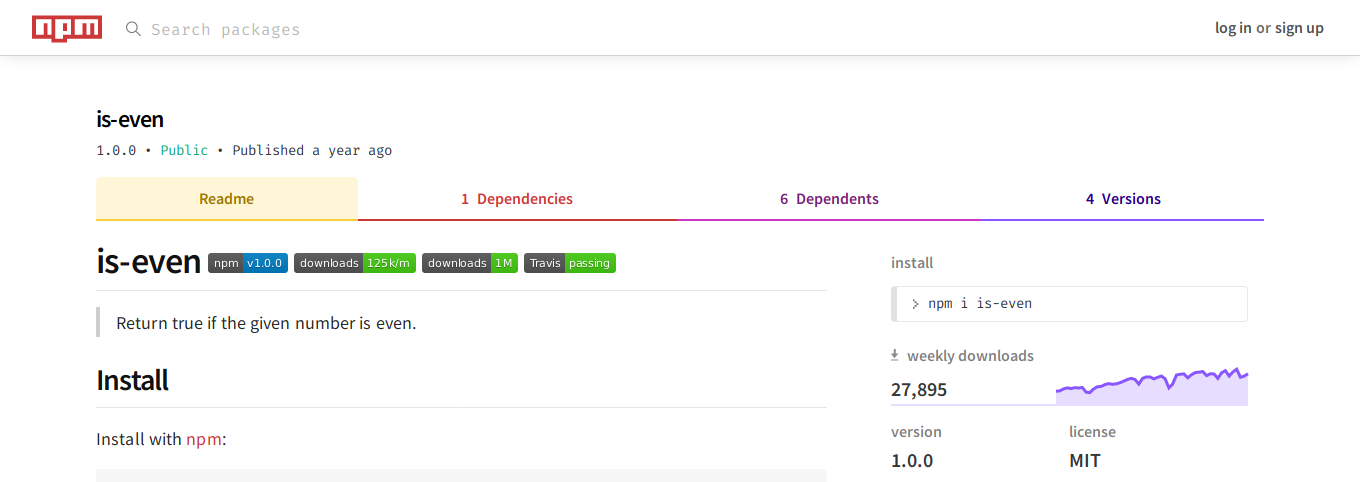 npm Search packages log in or sign up
is-even
1.0.0 • Public • Published a year ago
Readme 1 Dependencies 6 Dependents 4 Versions
is-even npm v1.0.0 downloads 125k/m downloads 1M Travis passing
Return true if the given number is even.
Install
Install with npm:
install
> npm i is-even
weekly downloads
27,895
version license
1.0.0 MIT